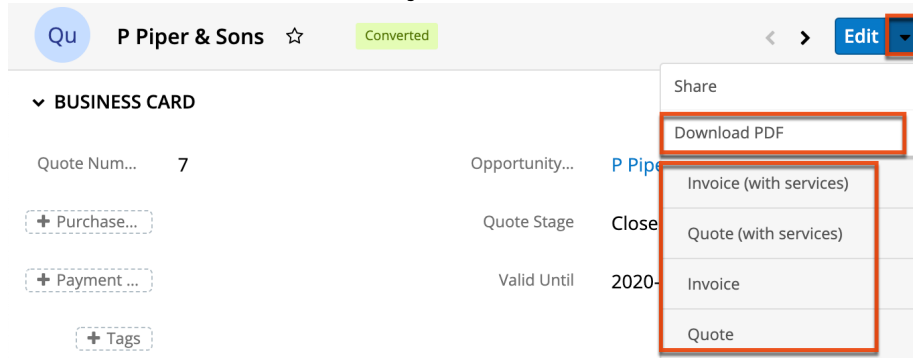 Qu P Piper & Sons Converted Edit
Share
BUSINESS CARD
Download PDF
Quote Num... 7 Opportunity... P Pipe
Invoice (with services)
+ Purchase... Quote Stage Close
Quote (with services)
+ Payment ... Valid Until 2020-
Invoice
+ Tags
Quote